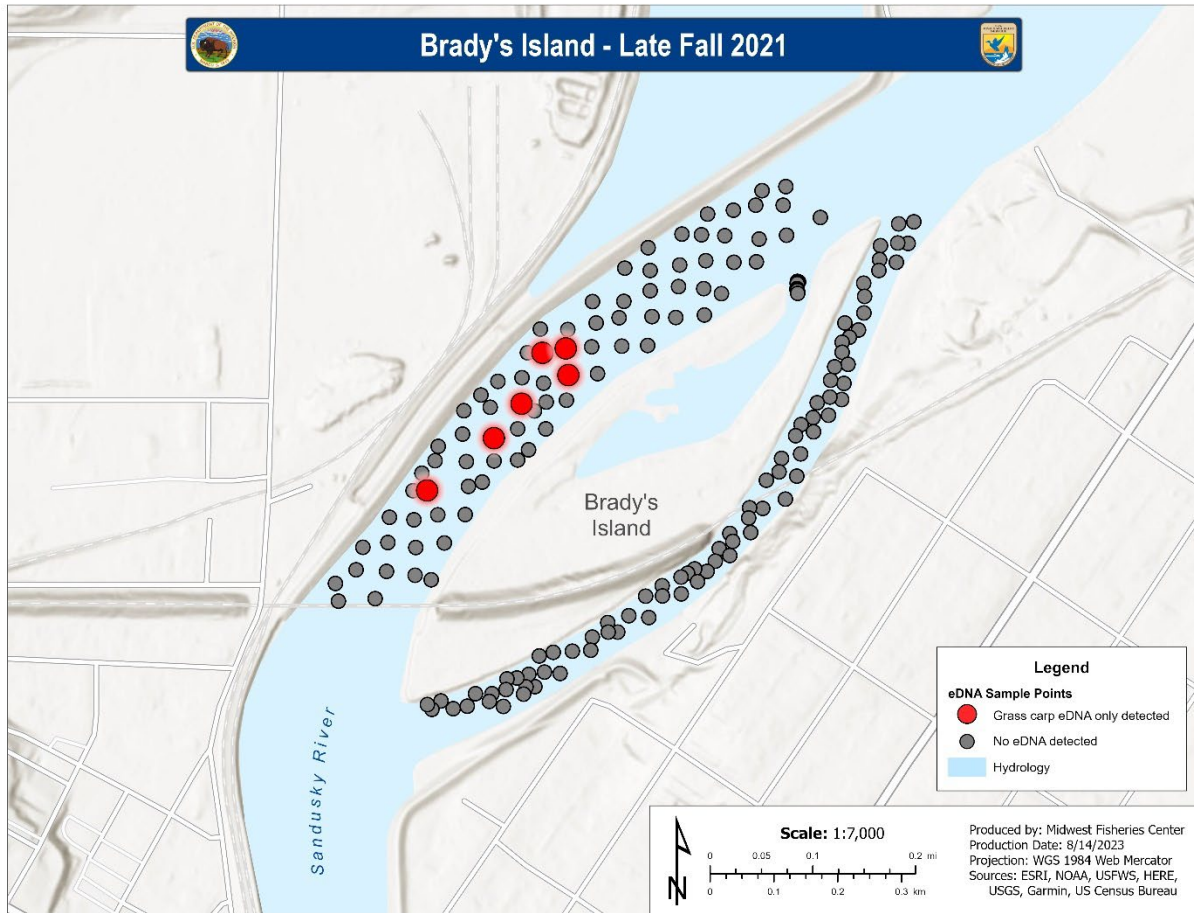 Brady's Island - Late Fall 2021
Brady's
Island
Sandusky River
Legend
eDNA Sample Points
Grass carp eDNA only detected
No eDNA detected
Hydrology
N
Scale: 1:7,000
0 0.05 0.1 0.2 mi
0 0.1 0.2 0.3 km
Produced by: Midwest Fisheries Center
Production Date: 8/14/2023
Projection: WGS 1984 Web Mercator
Sources: ESRI, NOAA, USFWS, HERE,
USGS, Garmin, US Census Bureau